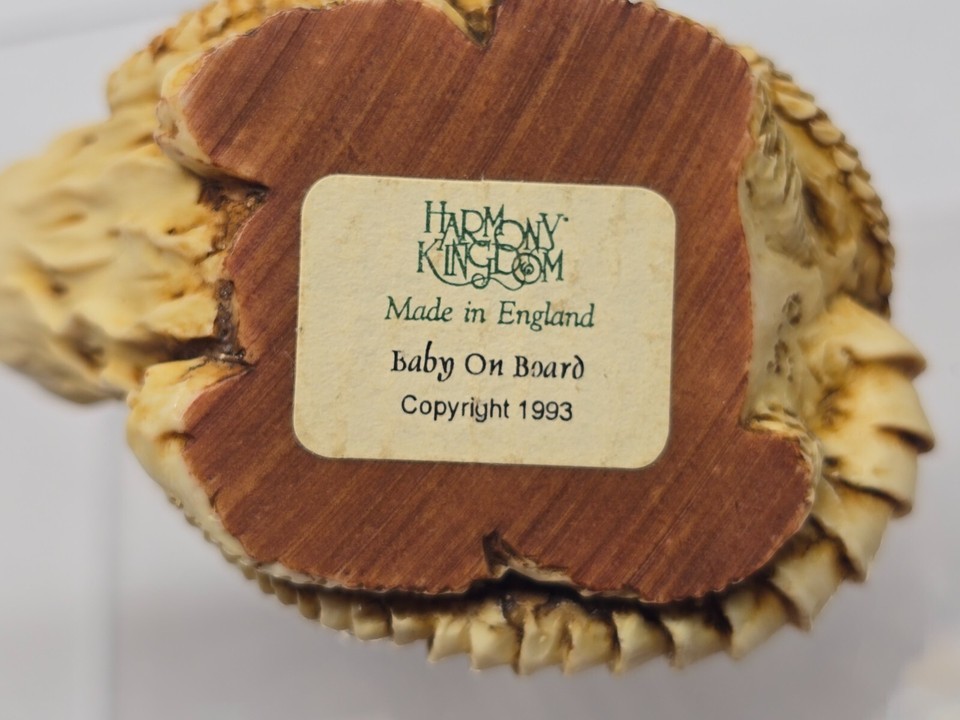 HARMONY
KINGDOM
Made in England
Baby On Board
Copyright 1993